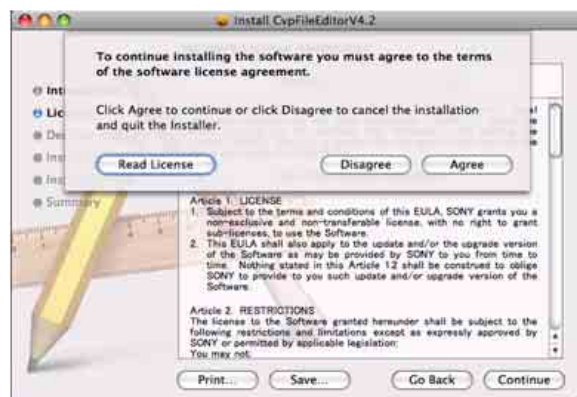 Install CvpFileEditorV4.2
To continue installing the software you must agree to the terms
of the software license agreement.
Click Agree to continue or click Disagree to cancel the installation
and quit the Installer.
Read License
Disagree
Agree
Int
Lic
De
Ins
Ins
Summary
Article 1. LICENSE
1. Subject to the terms and conditions of this EULA, SONY grants you a
non-exclusive and non-transferable license, with no right to grant
sub-licenses, to use the Software.
2. This EULA shall also apply to the update and/or the upgrade version
of the Software as may be provided by SONY to you from time to
time. Nothing stated in this Article 1.2 shall be construed to oblige
SONY to provide to you such update and/or upgrade version of the
Software.
Article 2. RESTRICTIONS
The license to the Software granted hereunder shall be subject to the
following restrictions and limitations except as expressly approved by
SONY or permitted by applicable legislation:
You may not:
Print...
Save...
Go Back
Continue